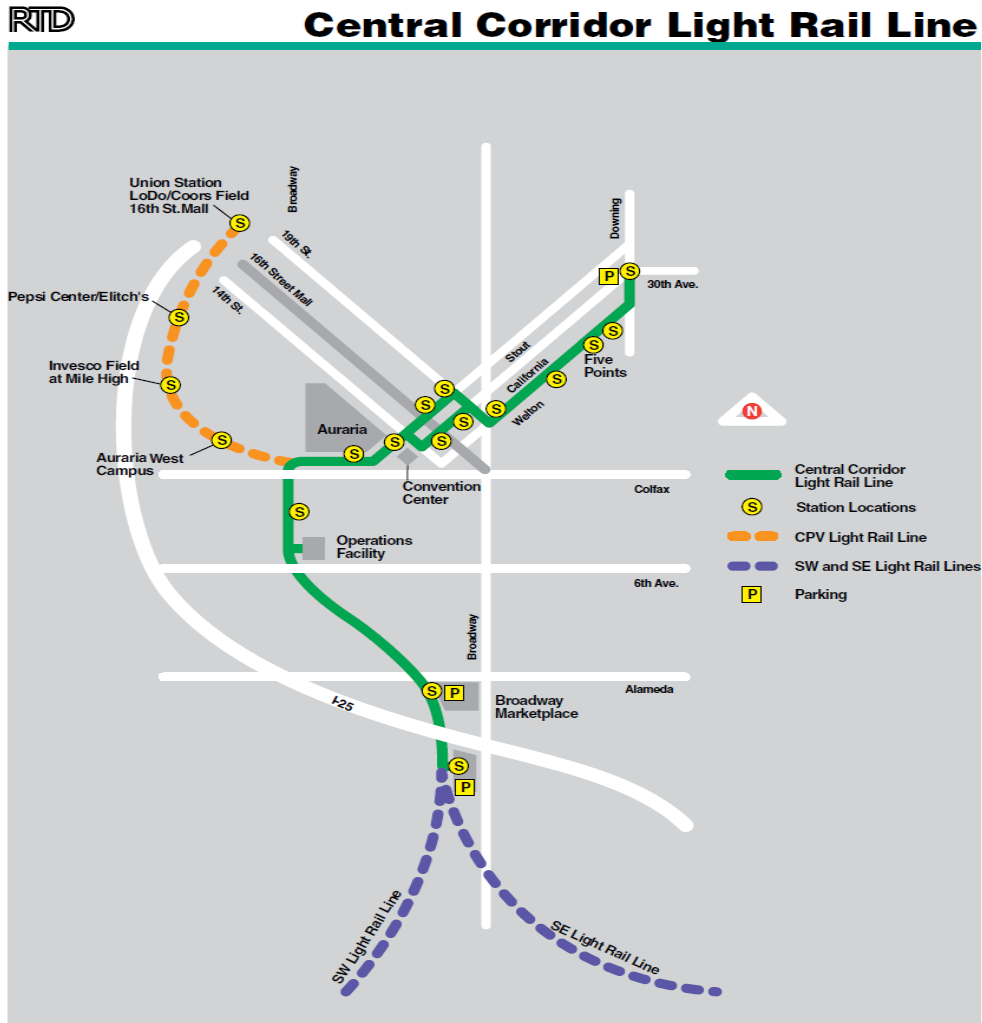 RTD
Central Corridor Light Rail Line
Union Station
LoDo/Coors Field
16th St.Mall
S
Broadway
19th St.
16th Street Mall
14th St.
Downing
P
S
30th Ave.
Pepsi Center/Elitch's
S
Invesco Field
at Mile High
S
Stout
California
Welton
S
S
Five
Points
S
S
S
S
S
S
S
Auraria
S
S
Auraria West
Campus
S
Convention
Center
Colfax
S
Operations
Facility
6th Ave.
Broadway
Alameda
S
P
Broadway
Marketplace
I-25
S
P
SW Light Rail Line
SE Light Rail Line
N
Central Corridor
Light Rail Line
S
Station Locations
CPV Light Rail Line
SW and SE Light Rail Lines
P
Parking